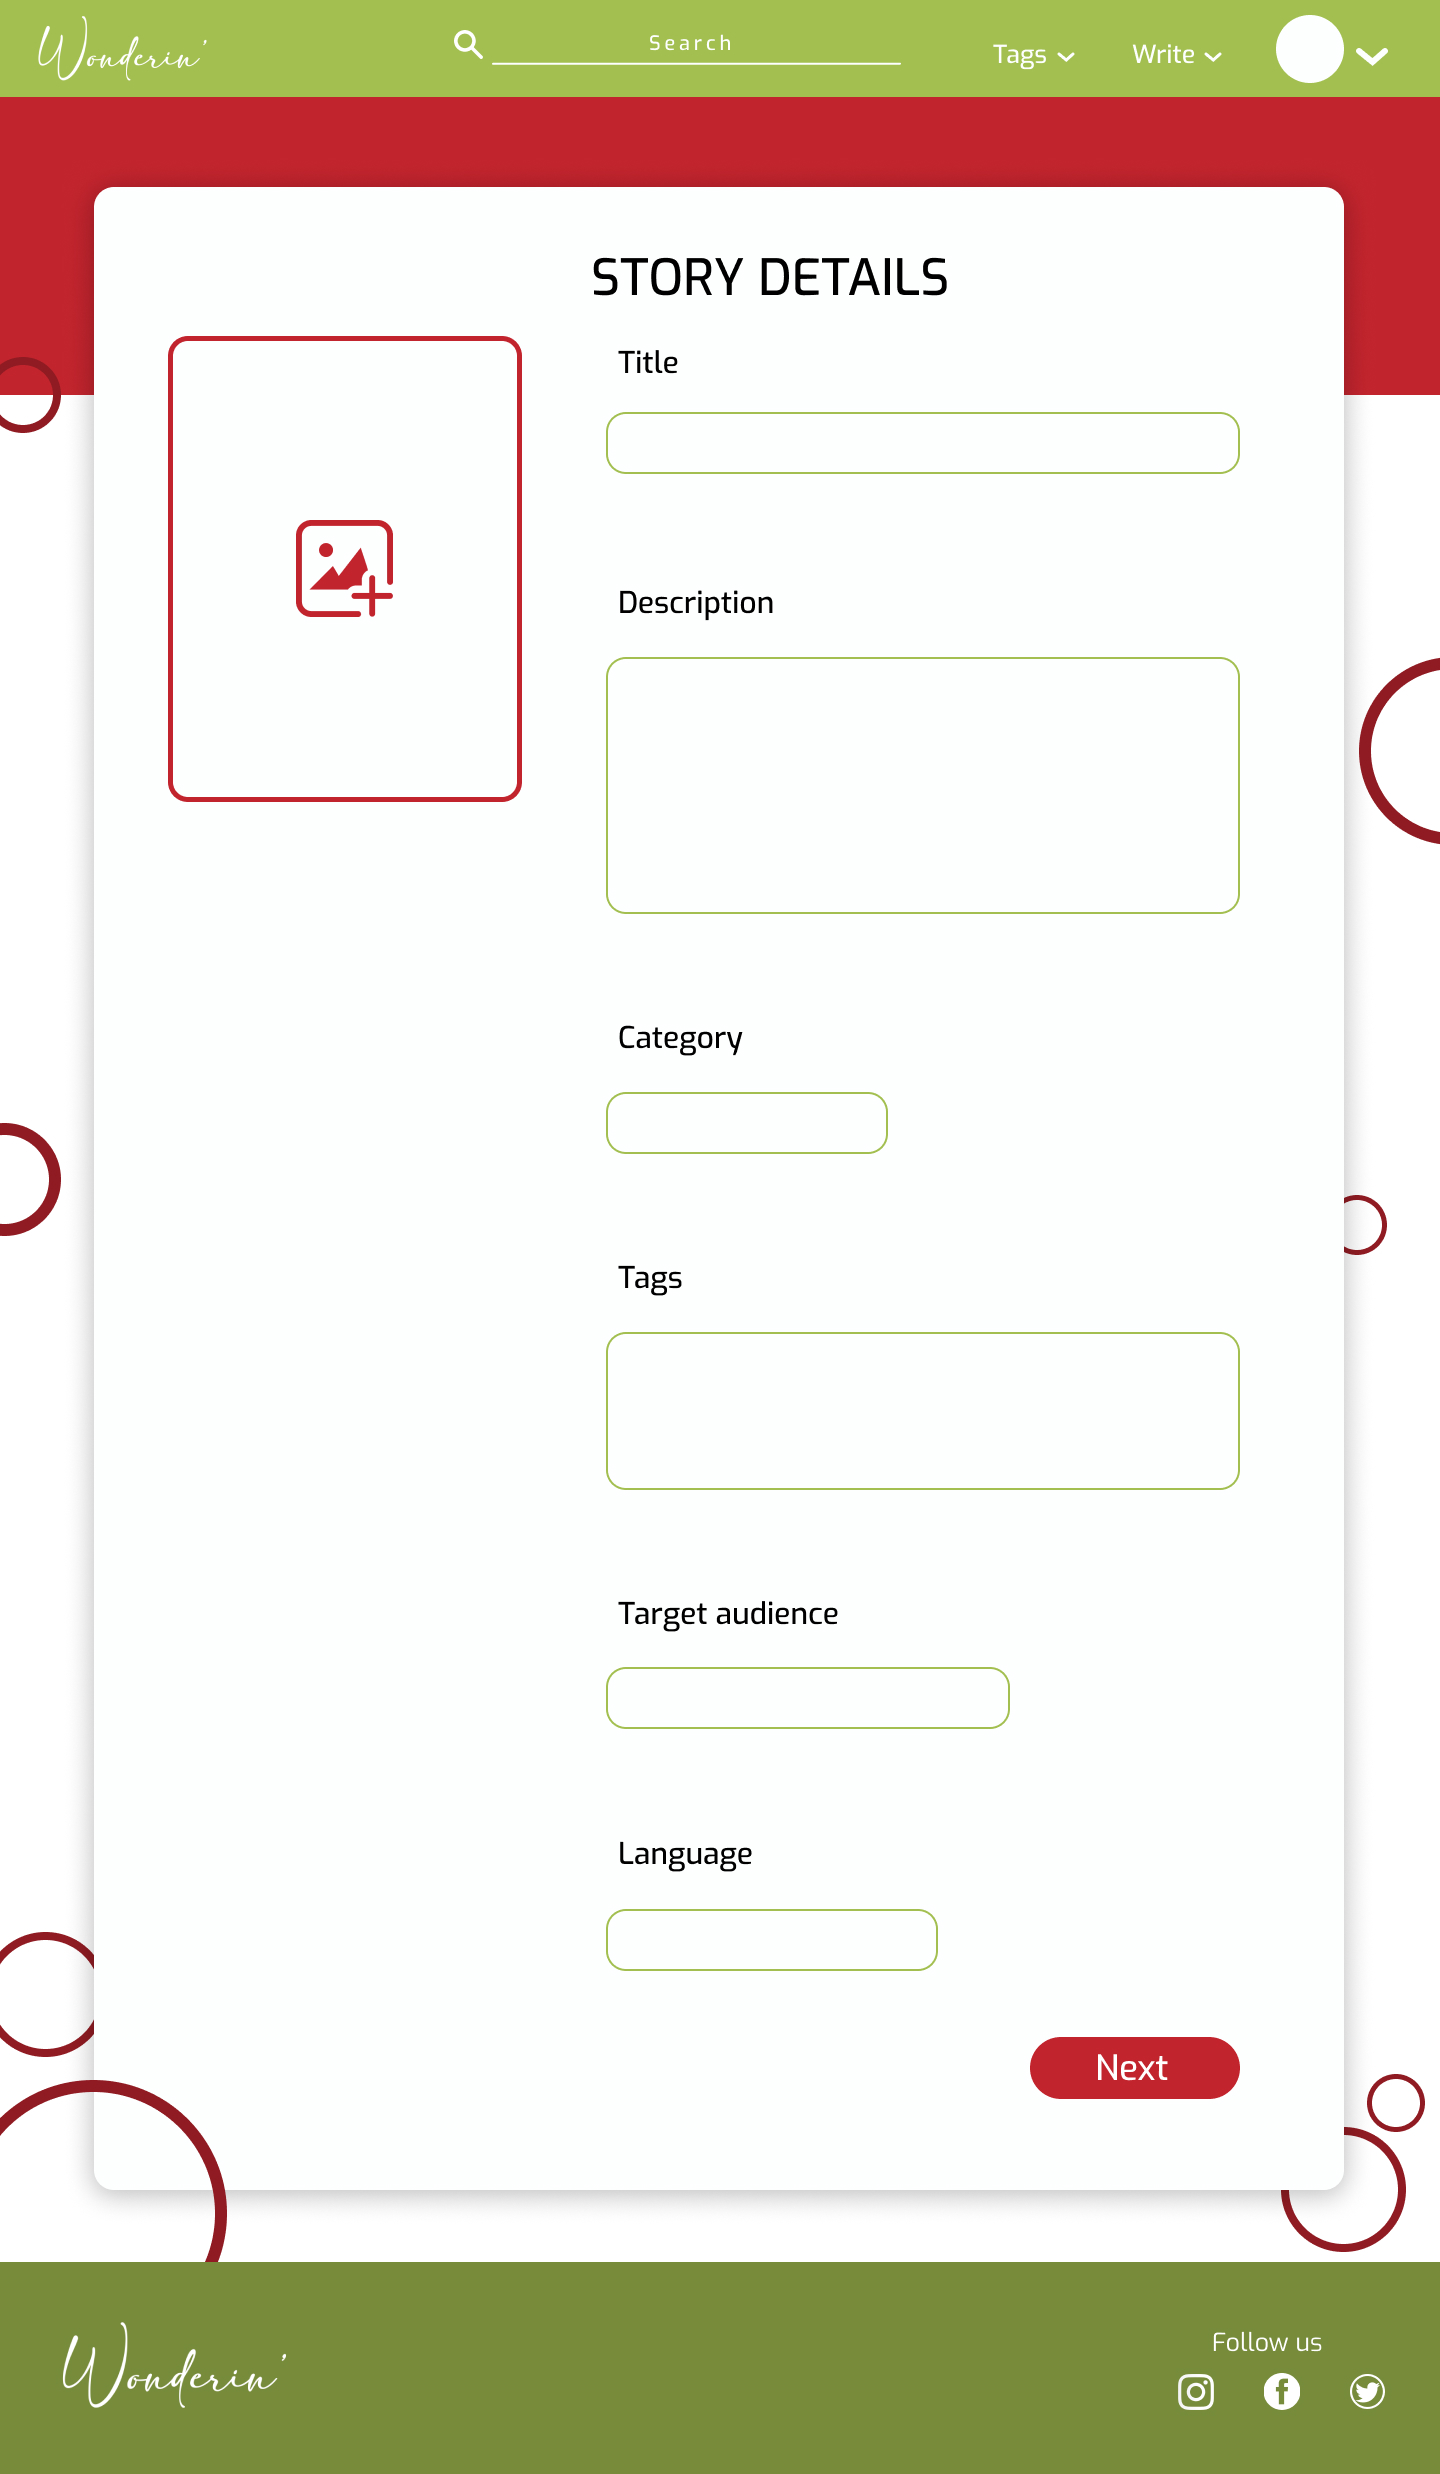 Wonderin'
Search
Tags
Write
STORY DETAILS
Title
Description
Category
Tags
Target audience
Language
Next
Wonderin'
Follow us